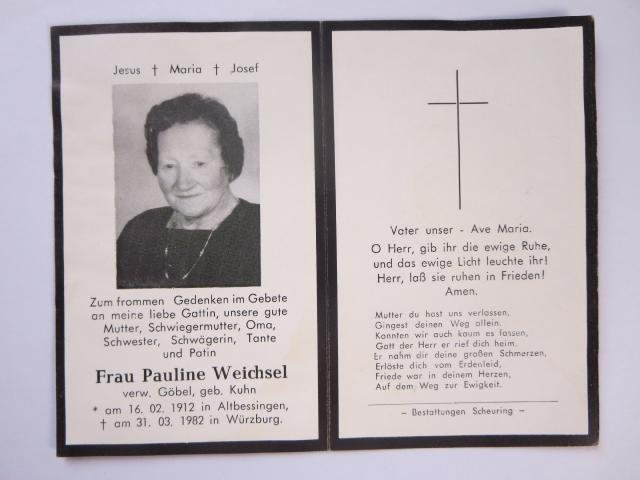 Jesus † Maria † Josef
Zum frommen Gedenken im Gebete
an meine liebe Gattin, unsere gute
Mutter, Schwiegermutter, Oma,
Schwester, Schwägerin, Tante
und Patin
Frau Pauline Weichsel
verw. Göbel, geb. Kuhn
* am 16. 02. 1912 in Altbessingen,
† am 31. 03. 1982 in Würzburg.
Vater unser - Ave Maria.
O Herr, gib ihr die ewige Ruhe,
und das ewige Licht leuchte ihr!
Herr, laß sie ruhen in Frieden!
Amen.
Mutter du hast uns verlassen,
Gingest deinen Weg allein.
Konnten wir auch kaum es fassen,
Gott der Herr er rief dich heim.
Er nahm dir deine großen Schmerzen,
Erlöste dich vom Erdenleid,
Friede war in deinem Herzen,
Auf dem Weg zur Ewigkeit.
– Bestattungen Scheuring –